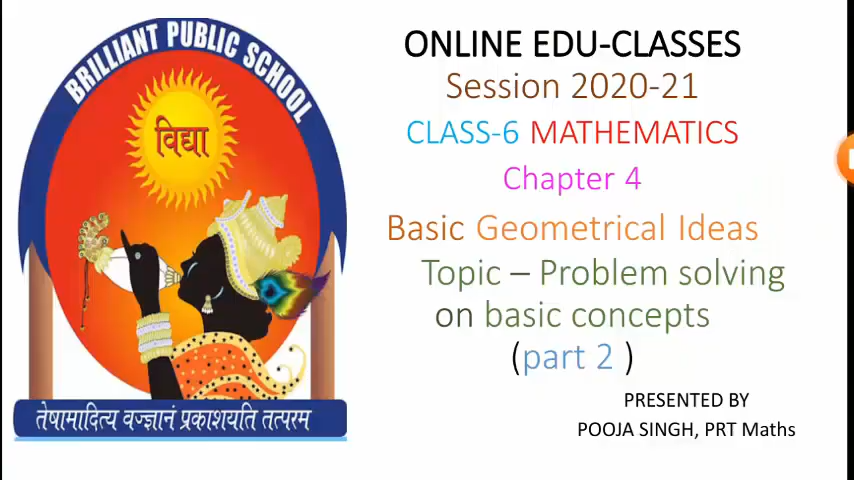 BRILLIANT PUBLIC SCHOOL
विद्या
तेषामादित्य वज्ज्ञानं प्रकाशयति तत्परम
ONLINE EDU-CLASSES
Session 2020-21
CLASS-6 MATHEMATICS
Chapter 4
Basic Geometrical Ideas
Topic – Problem solving
on basic concepts
(part 2 )
PRESENTED BY
POOJA SINGH, PRT Maths